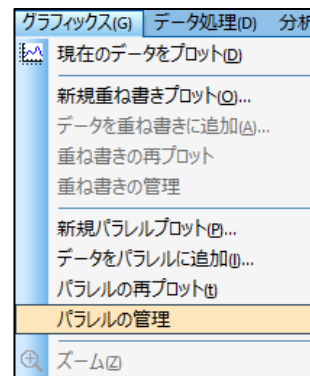 グラフィックス(G) データ処理(D) 分析
現在のデータをプロット(D)
新規重ね書きプロット(O)...
データを重ね書きに追加(A)...
重ね書きの再プロット
重ね書きの管理
新規パラレルプロット(P)...
データをパラレルに追加(I)...
パラレルの再プロット(t)
パラレルの管理
ズーム(Z)